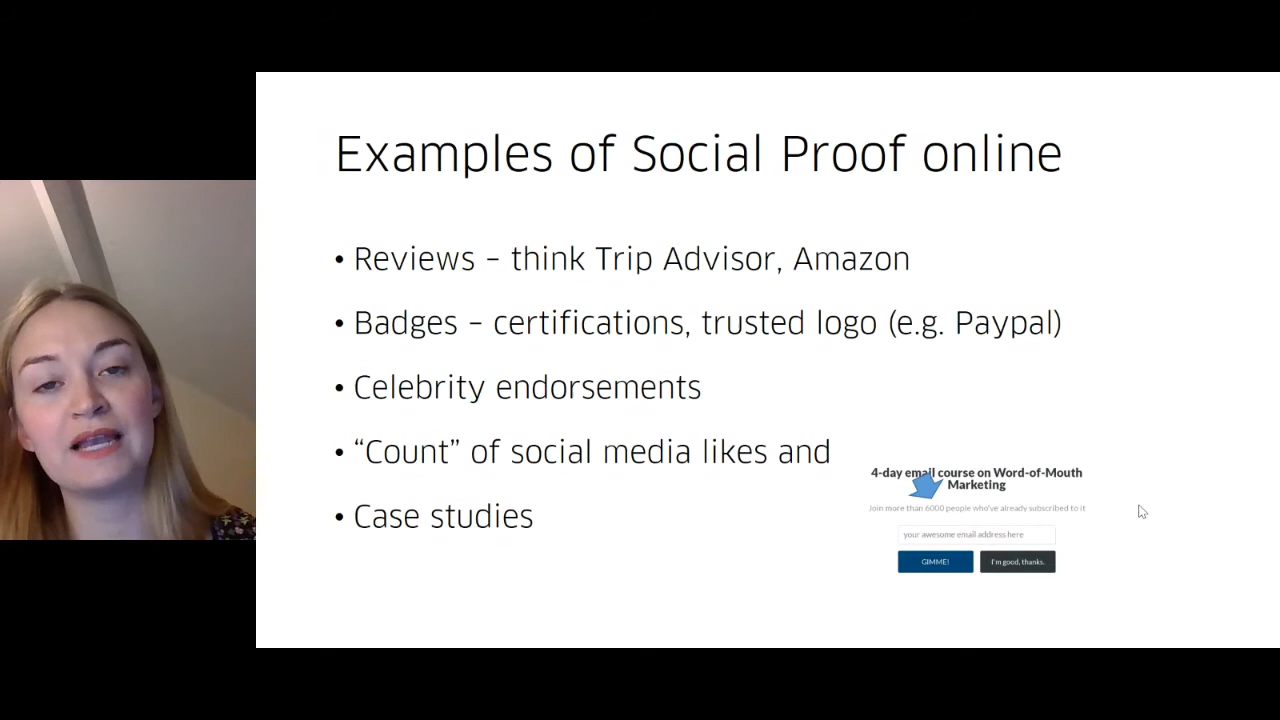 Examples of Social Proof online
• Reviews – think Trip Advisor, Amazon
• Badges – certifications, trusted logo (e.g. Paypal)
• Celebrity endorsements
• “Count” of social media likes and
• Case studies
4-day email course on Word-of-Mouth
Marketing
Join more than 6000 people who've already subscribed to it
your awesome email address here
GIMME!
I'm good, thanks.